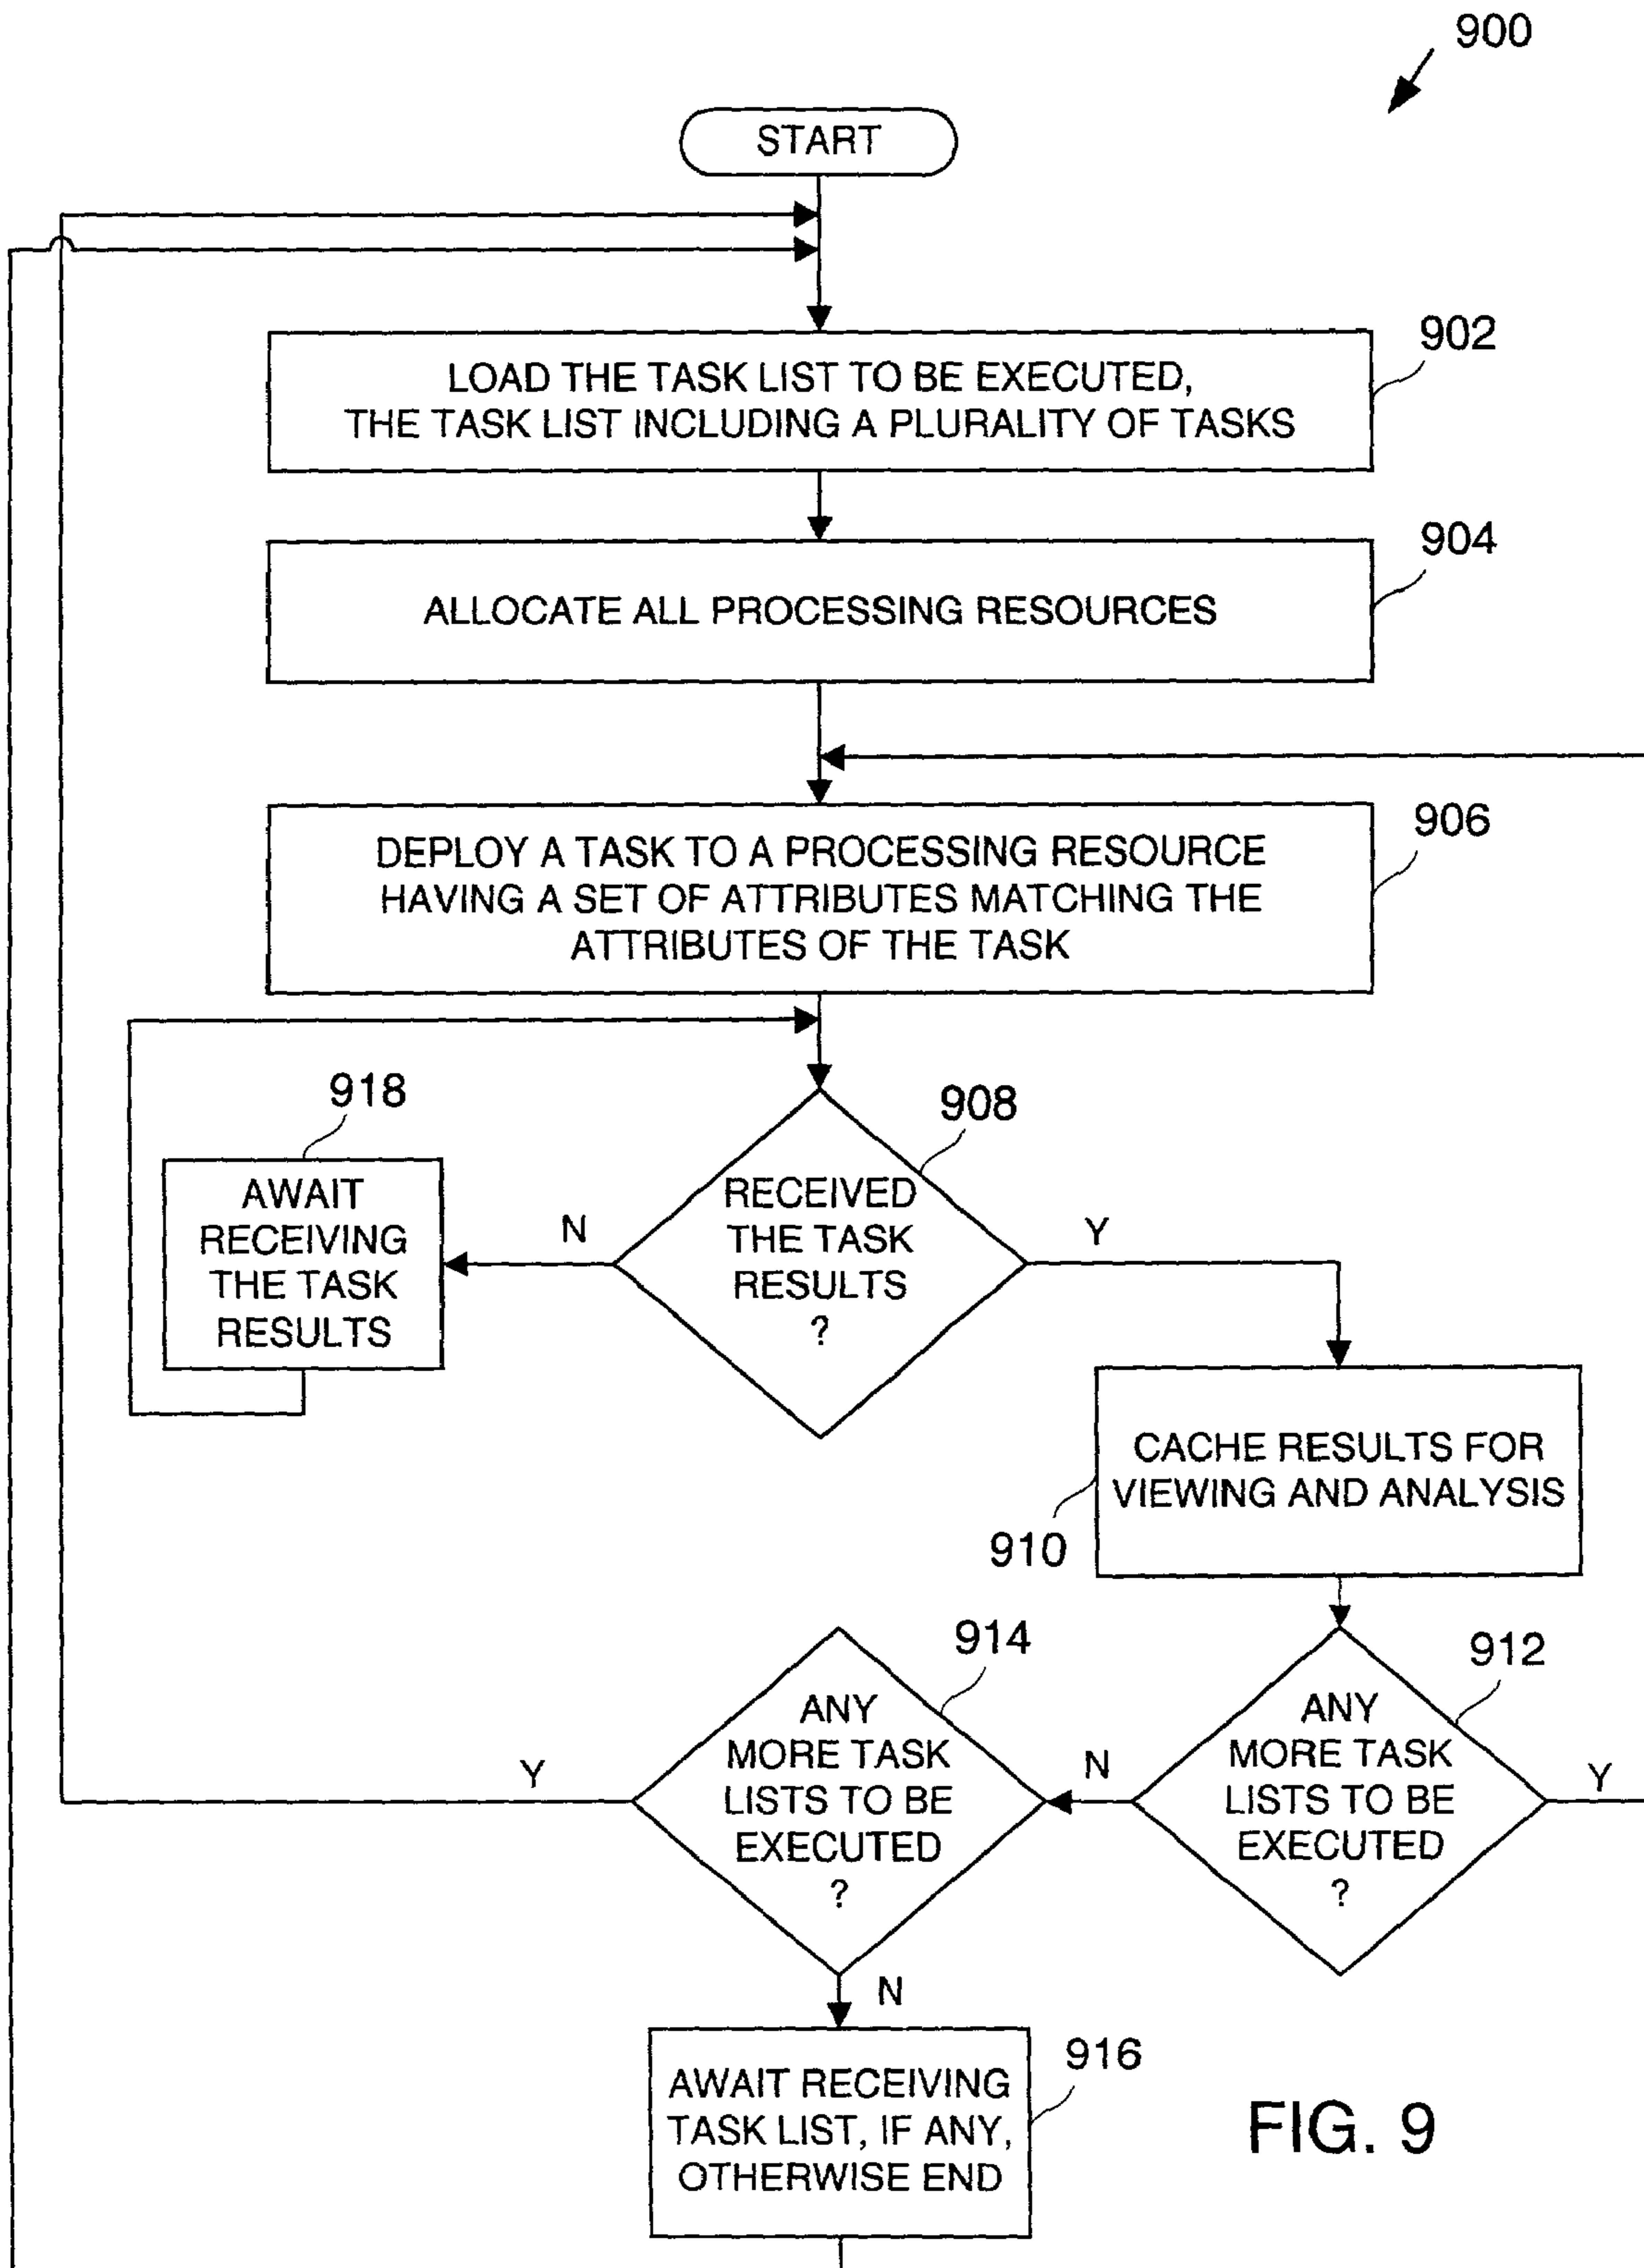 900
START
902
LOAD THE TASK LIST TO BE EXECUTED,
THE TASK LIST INCLUDING A PLURALITY OF TASKS
904
ALLOCATE ALL PROCESSING RESOURCES
906
DEPLOY A TASK TO A PROCESSING RESOURCE
HAVING A SET OF ATTRIBUTES MATCHING THE
ATTRIBUTES OF THE TASK
918
AWAIT
RECEIVING
THE TASK
RESULTS
N
908
RECEIVED
THE TASK
RESULTS
?
Y
CACHE RESULTS FOR
VIEWING AND ANALYSIS
910
914
ANY
MORE TASK
LISTS TO BE
EXECUTED
?
Y
N
912
ANY
MORE TASK
LISTS TO BE
EXECUTED
?
Y
N
916
AWAIT RECEIVING
TASK LIST, IF ANY,
OTHERWISE END
FIG. 9